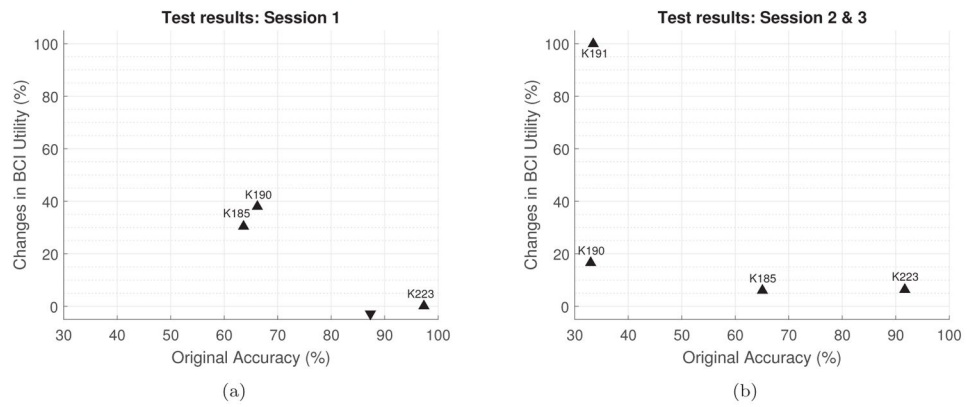 Test results: Session 1
Changes in BCI Utility (%)
100
80
60
40
20
0
K190
K185
K223
30 40 50 60 70 80 90 100
Original Accuracy (%)
(a)
Test results: Session 2 & 3
Changes in BCI Utility (%)
100
80
60
40
20
0
K191
K190
K185
K223
30 40 50 60 70 80 90 100
Original Accuracy (%)
(b)